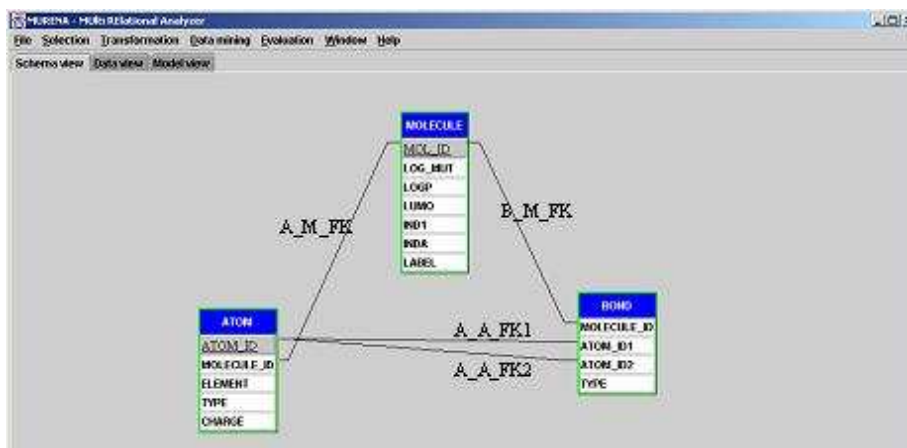 MURENA - MUlti RElational Analyzer
File Selection Transformation Data mining Evaluation Window Help
Schema view Data view Model view
MOLECULE
MOL_ID
LOG_MUT
LOGP
LUMO
IND1
INDA
LABEL
A_M_FK
B_M_FK
ATOM
ATOM_ID
MOLECULE_ID
ELEMENT
TYPE
CHARGE
A_A_FK1
A_A_FK2
BOND
MOLECULE_ID
ATOM_ID1
ATOM_ID2
TYPE